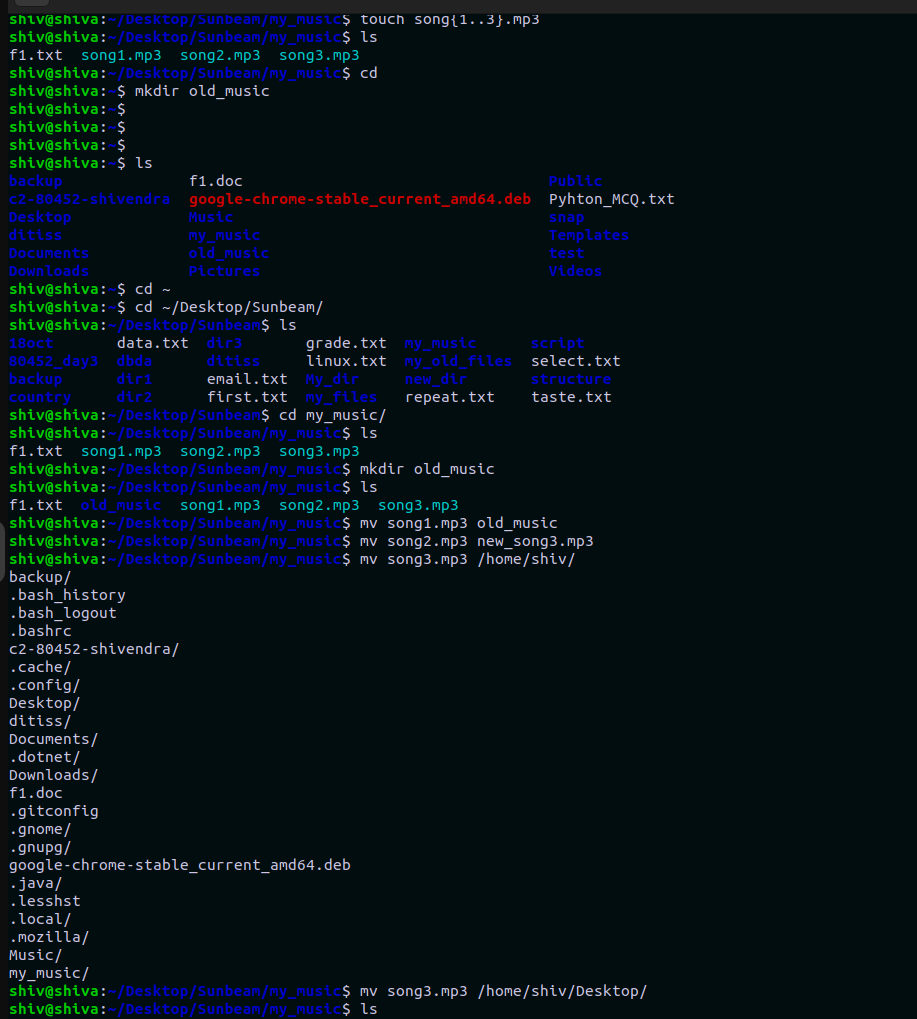 shiv@shiva:~/Desktop/Sunbeam/my_music$ touch song{1..3}.mp3
shiv@shiva:~/Desktop/Sunbeam/my_music$ ls
f1.txt  song1.mp3  song2.mp3  song3.mp3
shiv@shiva:~/Desktop/Sunbeam/my_music$ cd
shiv@shiva:~$ mkdir old_music
shiv@shiva:~$
shiv@shiva:~$
shiv@shiva:~$
shiv@shiva:~$ ls
backup              f1.doc                                  Public
c2-80452-shivendra  google-chrome-stable_current_amd64.deb  Pyhton_MCQ.txt
Desktop             Music                                   snap
ditiss              my_music                                Templates
Documents           old_music                               test
Downloads           Pictures                                Videos
shiv@shiva:~$ cd ~
shiv@shiva:~$ cd ~/Desktop/Sunbeam/
shiv@shiva:~/Desktop/Sunbeam$ ls
18oct       data.txt  dir3       grade.txt  my_music      script
80452_day3  dbda      ditiss     linux.txt  my_old_files  select.txt
backup      dir1      email.txt  My_dir     new_dir       structure
country     dir2      first.txt  my_files   repeat.txt    taste.txt
shiv@shiva:~/Desktop/Sunbeam$ cd my_music/
shiv@shiva:~/Desktop/Sunbeam/my_music$ ls
f1.txt  song1.mp3  song2.mp3  song3.mp3
shiv@shiva:~/Desktop/Sunbeam/my_music$ mkdir old_music
shiv@shiva:~/Desktop/Sunbeam/my_music$ ls
f1.txt  old_music  song1.mp3  song2.mp3  song3.mp3
shiv@shiva:~/Desktop/Sunbeam/my_music$ mv song1.mp3 old_music
shiv@shiva:~/Desktop/Sunbeam/my_music$ mv song2.mp3 new_song3.mp3
shiv@shiva:~/Desktop/Sunbeam/my_music$ mv song3.mp3 /home/shiv/
backup/
.bash_history
.bash_logout
.bashrc
c2-80452-shivendra/
.cache/
.config/
Desktop/
ditiss/
Documents/
.dotnet/
Downloads/
f1.doc
.gitconfig
.gnome/
.gnupg/
google-chrome-stable_current_amd64.deb
.java/
.lesshst
.local/
.mozilla/
Music/
my_music/
shiv@shiva:~/Desktop/Sunbeam/my_music$ mv song3.mp3 /home/shiv/Desktop/
shiv@shiva:~/Desktop/Sunbeam/my_music$ ls